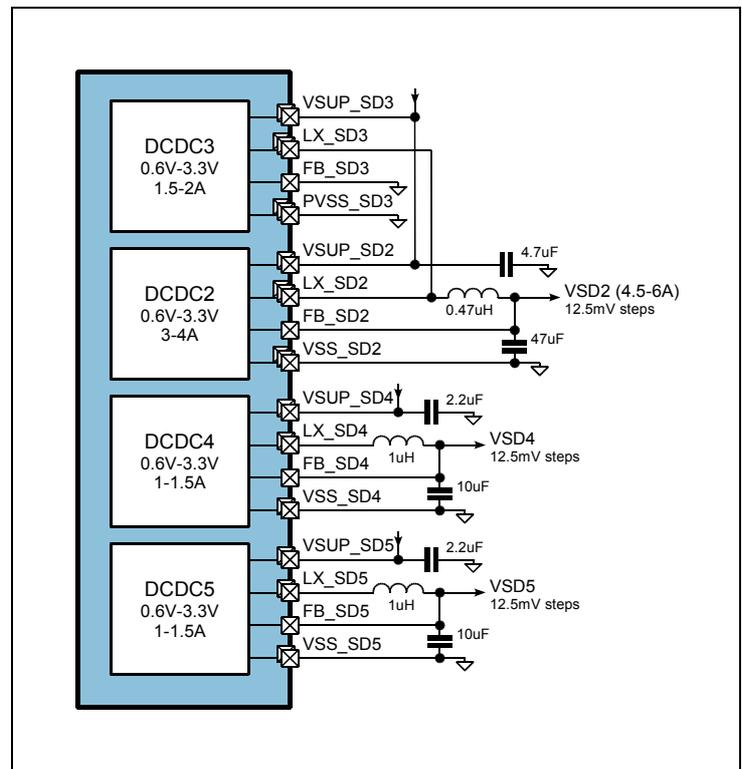 DCDC3
0.6V-3.3V
1.5-2A
VSUP_SD3
LX_SD3
FB_SD3
PVSS_SD3
DCDC2
0.6V-3.3V
3-4A
VSUP_SD2
4.7uF
LX_SD2
0.47uH
VSD2 (4.5-6A)
12.5mV steps
FB_SD2
47uF
VSS_SD2
DCDC4
0.6V-3.3V
1-1.5A
VSUP_SD4
2.2uF
LX_SD4
1uH
VSD4
12.5mV steps
FB_SD4
10uF
VSS_SD4
DCDC5
0.6V-3.3V
1-1.5A
VSUP_SD5
2.2uF
LX_SD5
1uH
VSD5
12.5mV steps
FB_SD5
10uF
VSS_SD5